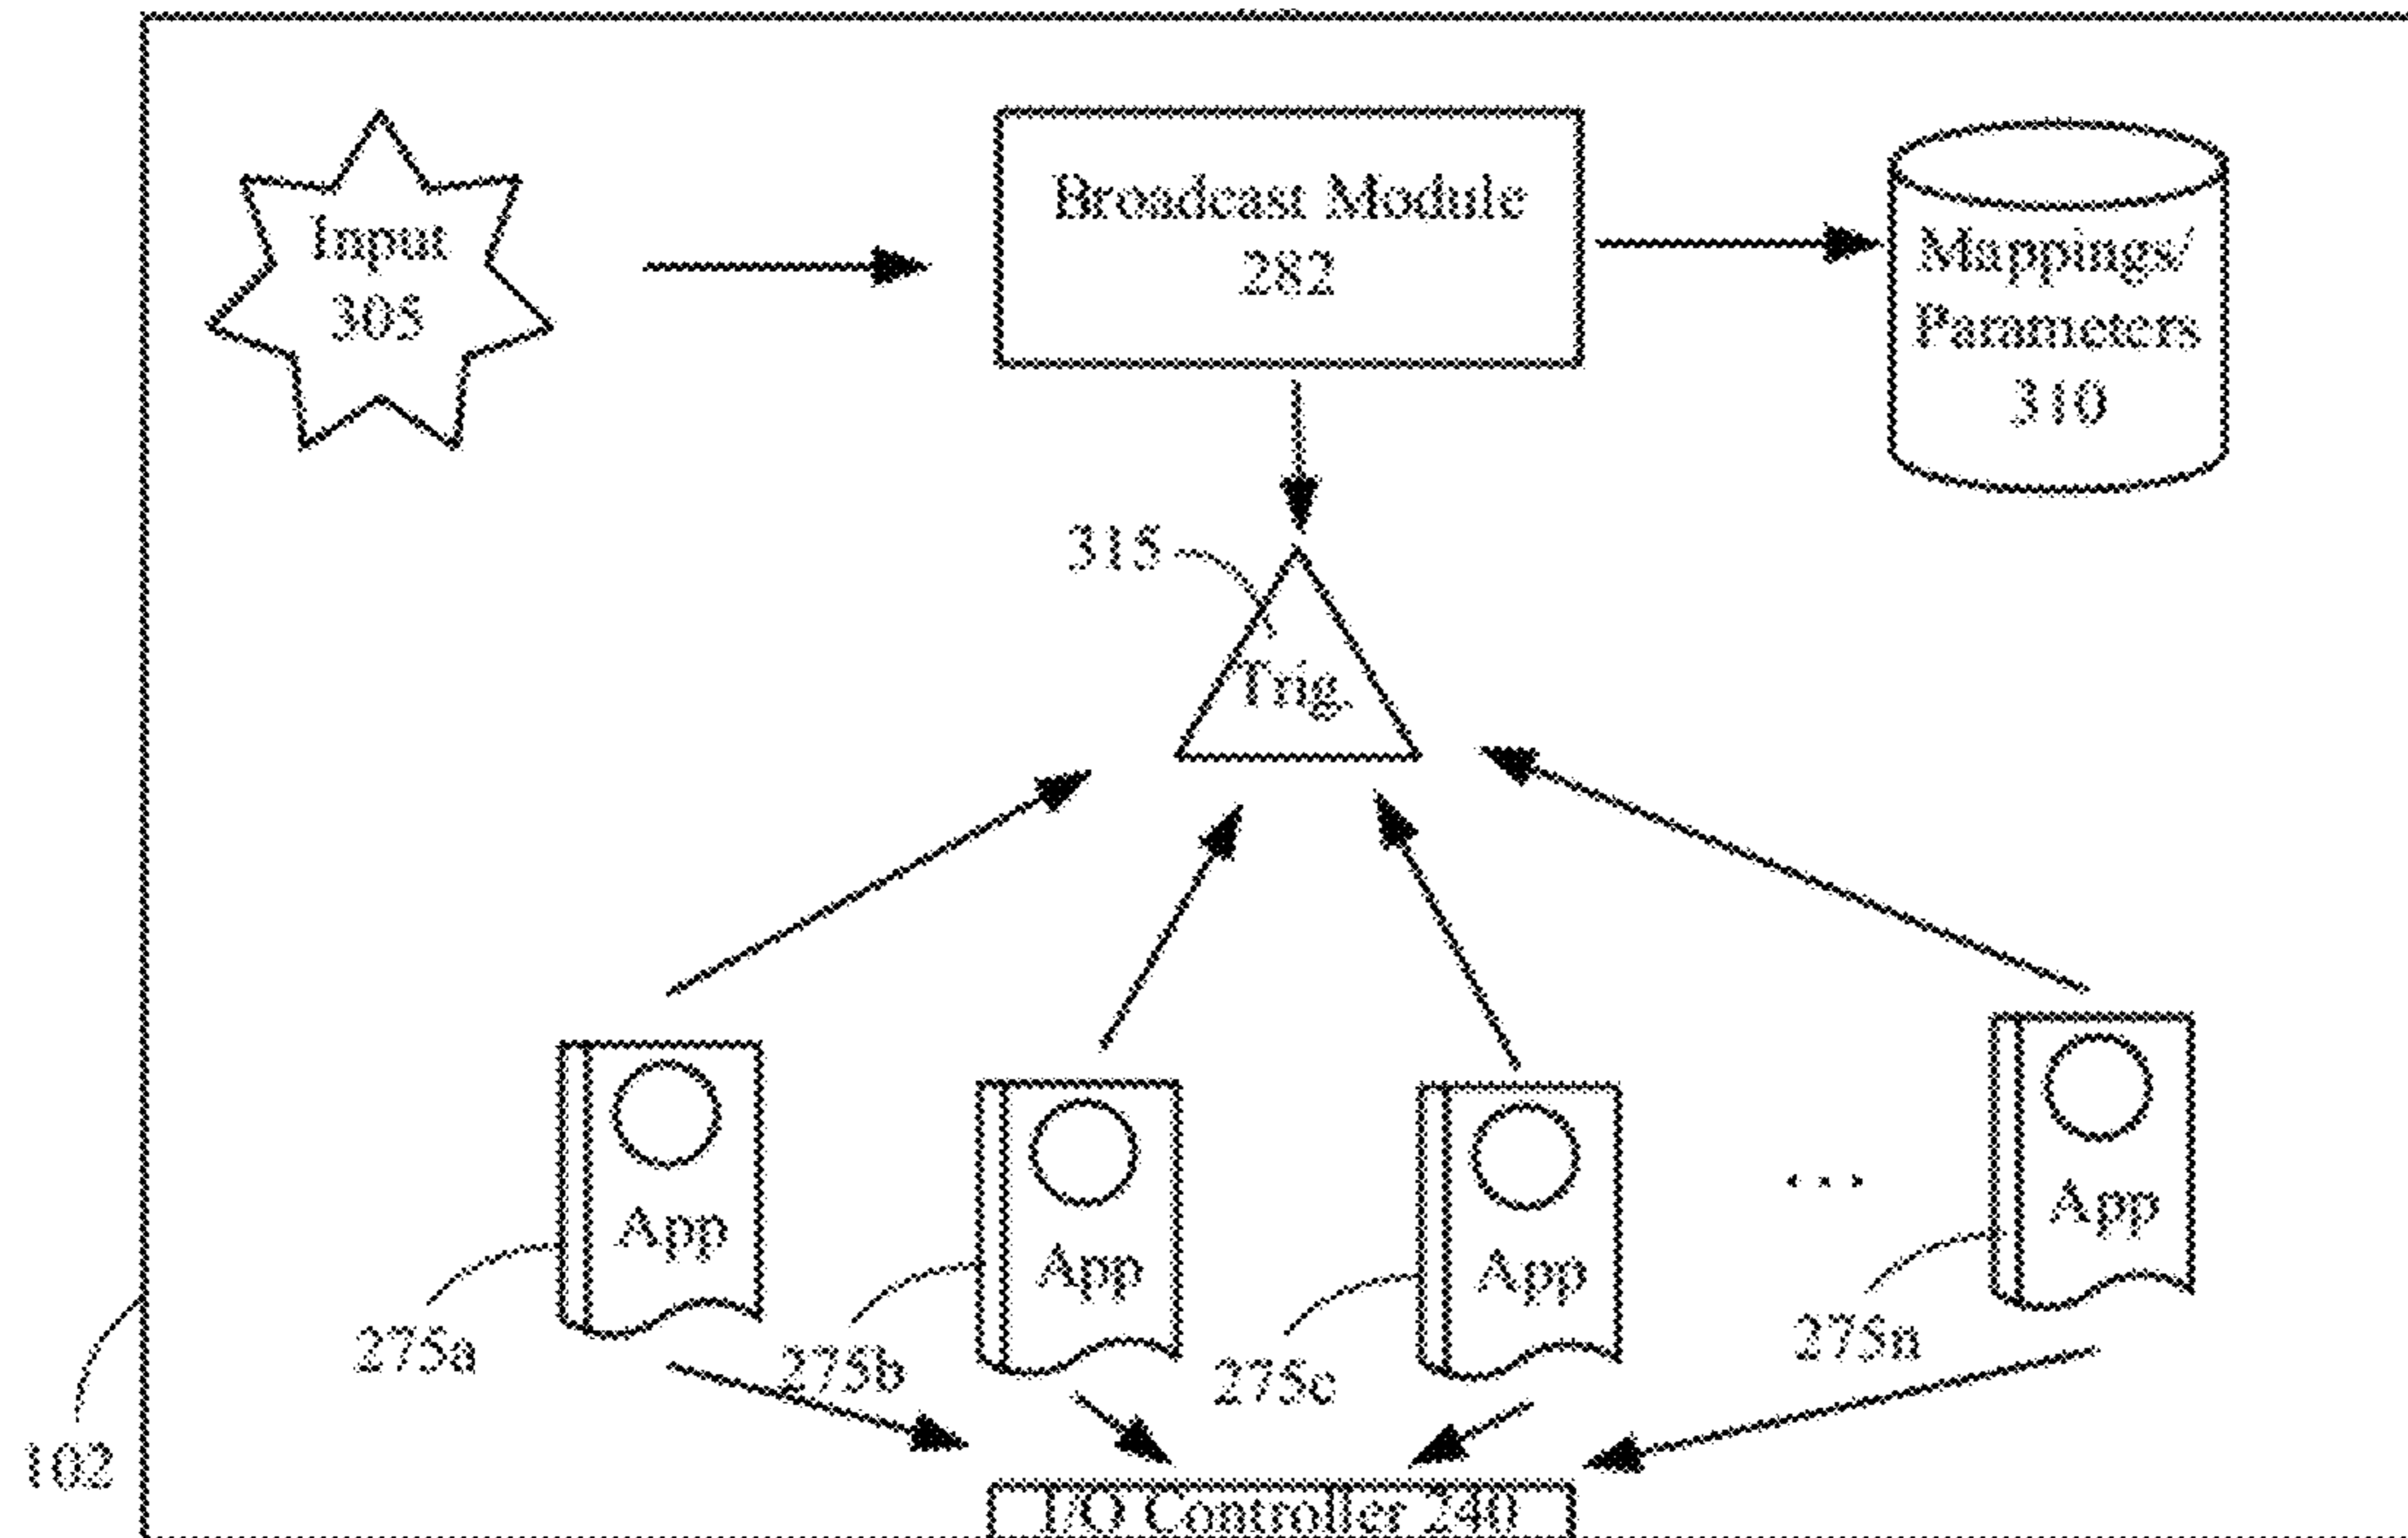 Input
305
Broadcast Module
282
Mappings/
Parameters
310
315
Trig.
App
App
App
...
App
275a
275b
275c
275n
102
I/O Controller 240